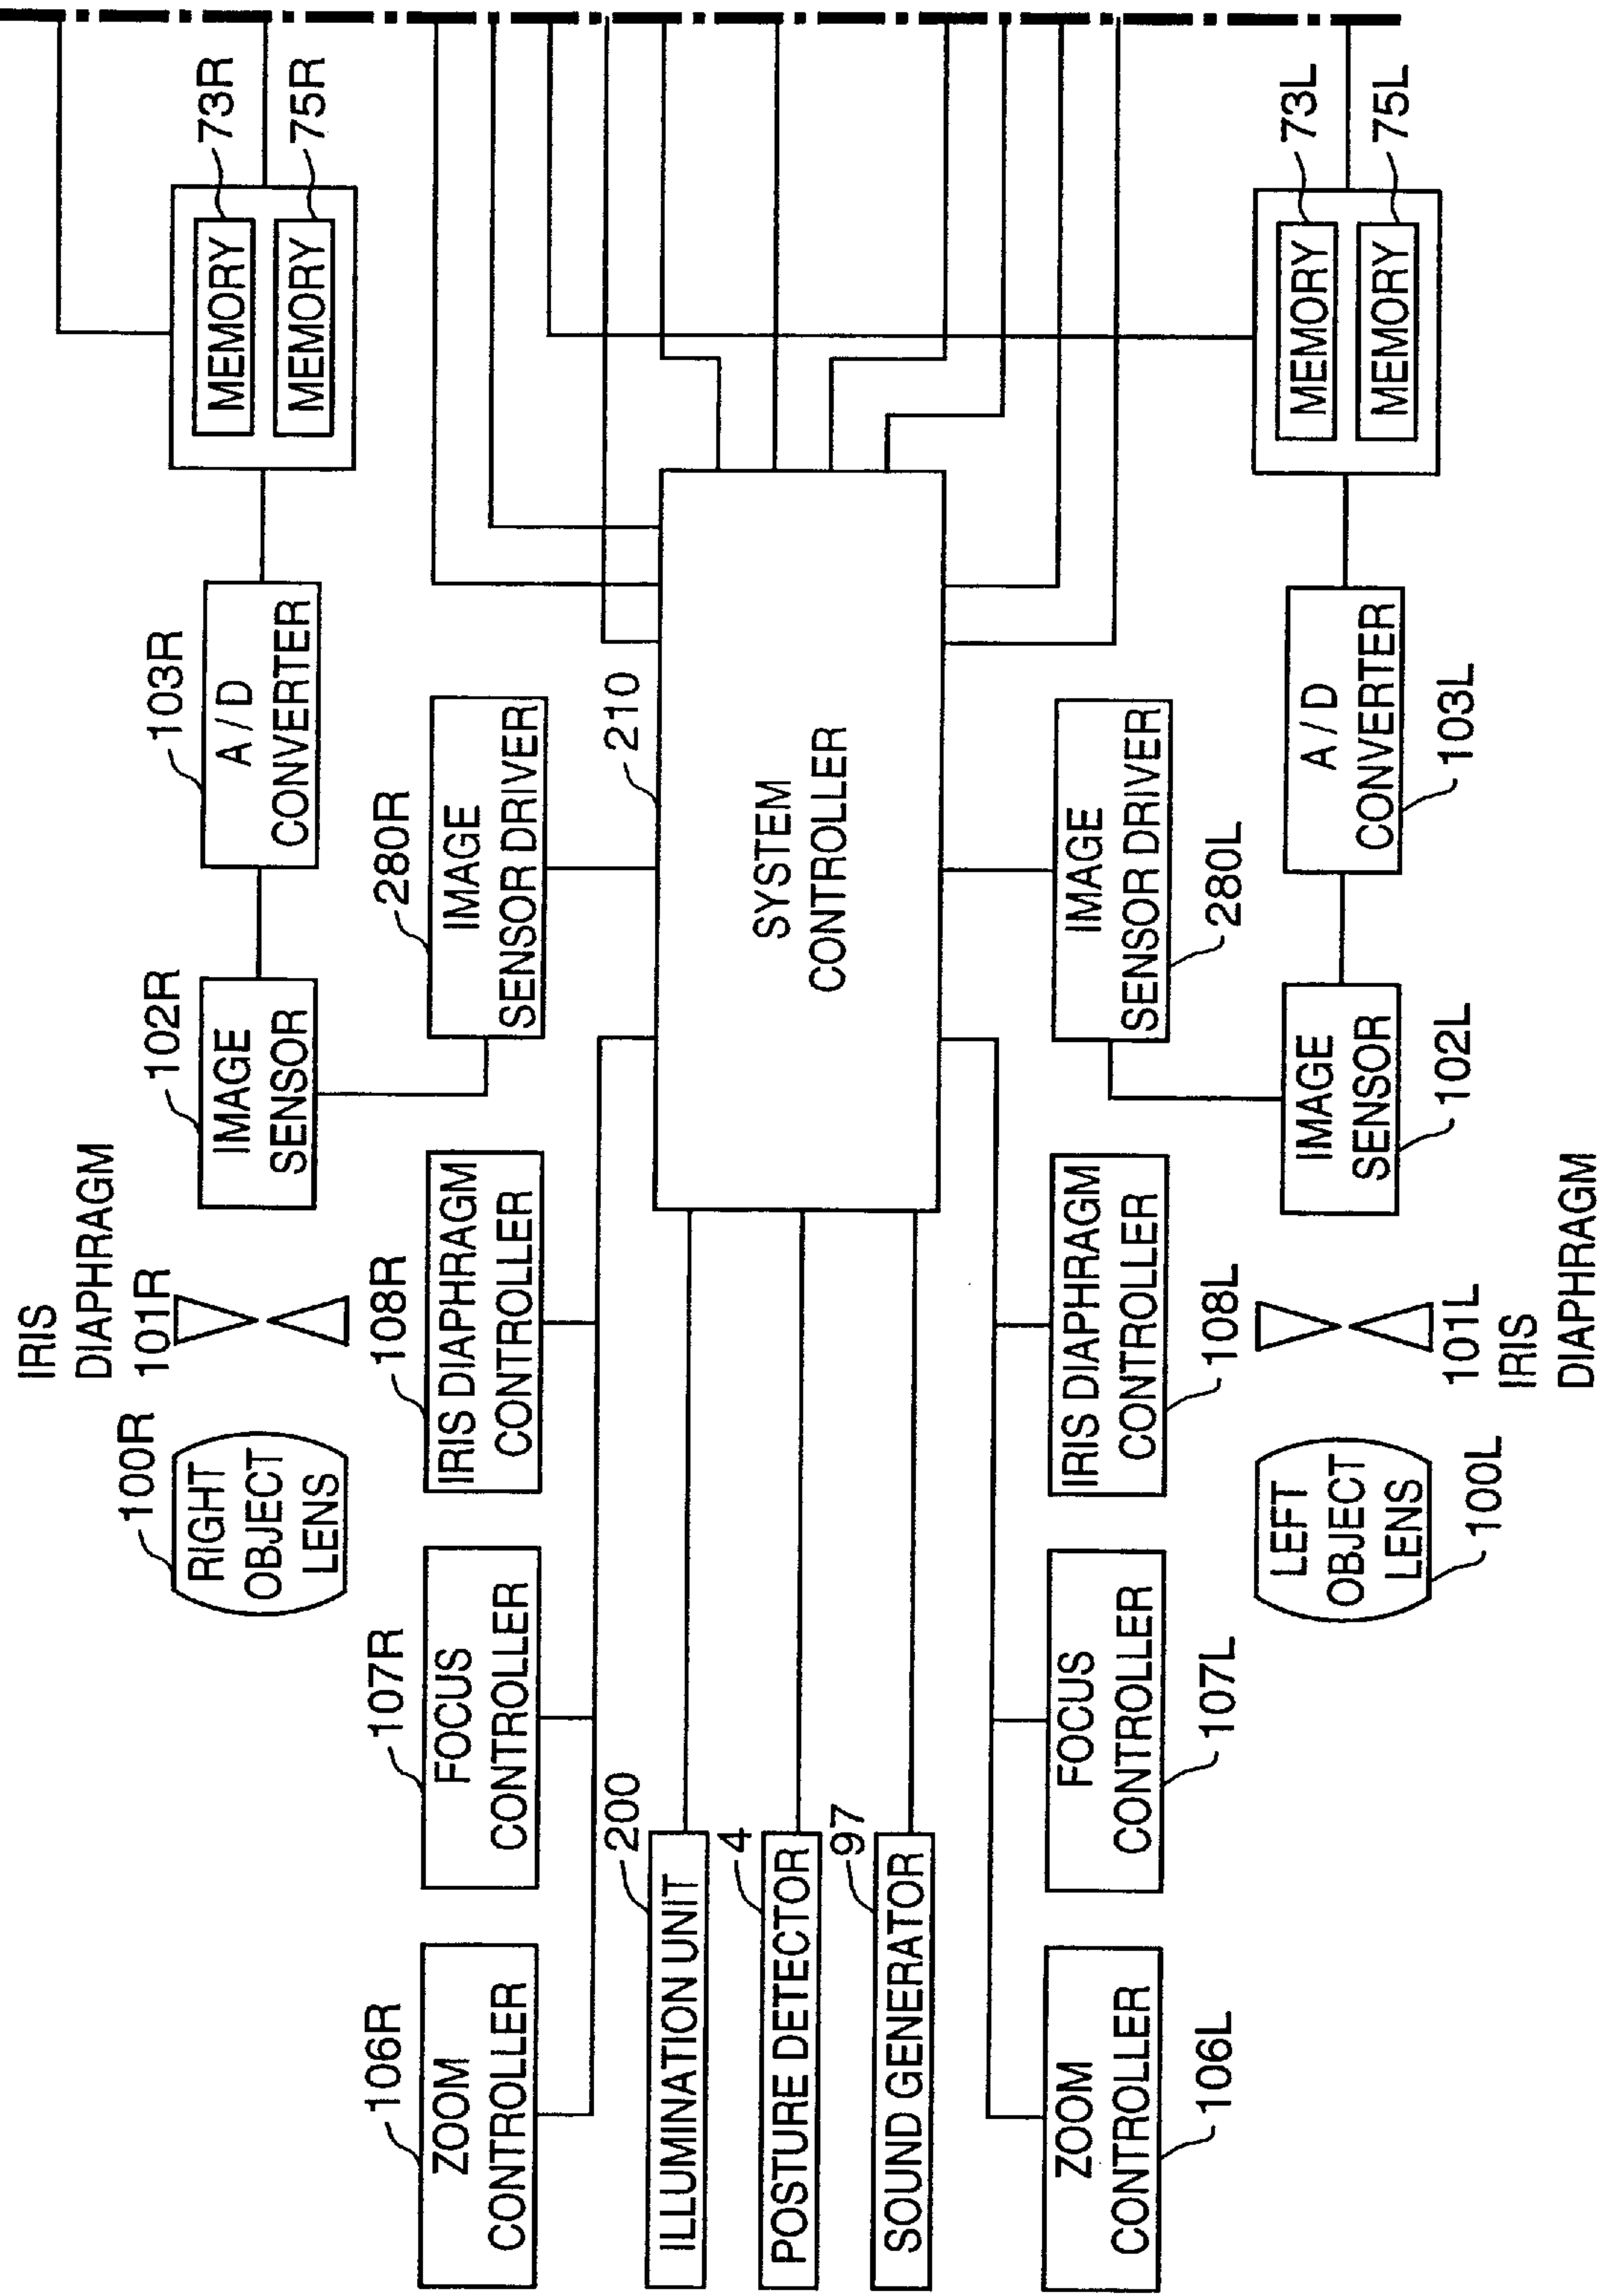 IRIS
DIAPHRAGM
101R
100R
RIGHT
OBJECT
LENS
102R
IMAGE
SENSOR
103R
A/D
CONVERTER
MEMORY
73R
MEMORY
75R
106R
ZOOM
CONTROLLER
107R
FOCUS
CONTROLLER
108R
IRIS DIAPHRAGM
CONTROLLER
280R
IMAGE
SENSOR DRIVER
200
ILLUMINATION UNIT
4
POSTURE DETECTOR
97
SOUND GENERATOR
210
SYSTEM
CONTROLLER
ZOOM
CONTROLLER
106L
FOCUS
CONTROLLER
107L
IRIS DIAPHRAGM
CONTROLLER
108L
IMAGE
SENSOR DRIVER
280L
LEFT
OBJECT
LENS
100L
101L
IRIS
DIAPHRAGM
IMAGE
SENSOR
102L
A/D
CONVERTER
103L
MEMORY
73L
MEMORY
75L